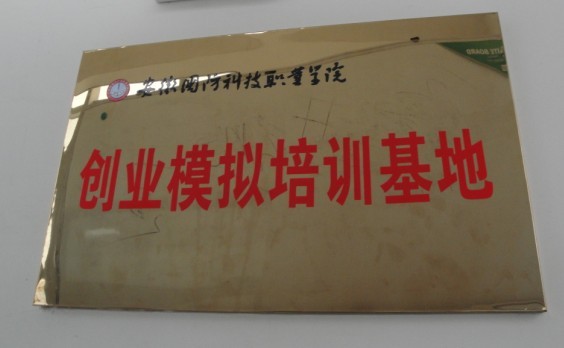 安徽国防科技职业学院
创业模拟培训基地